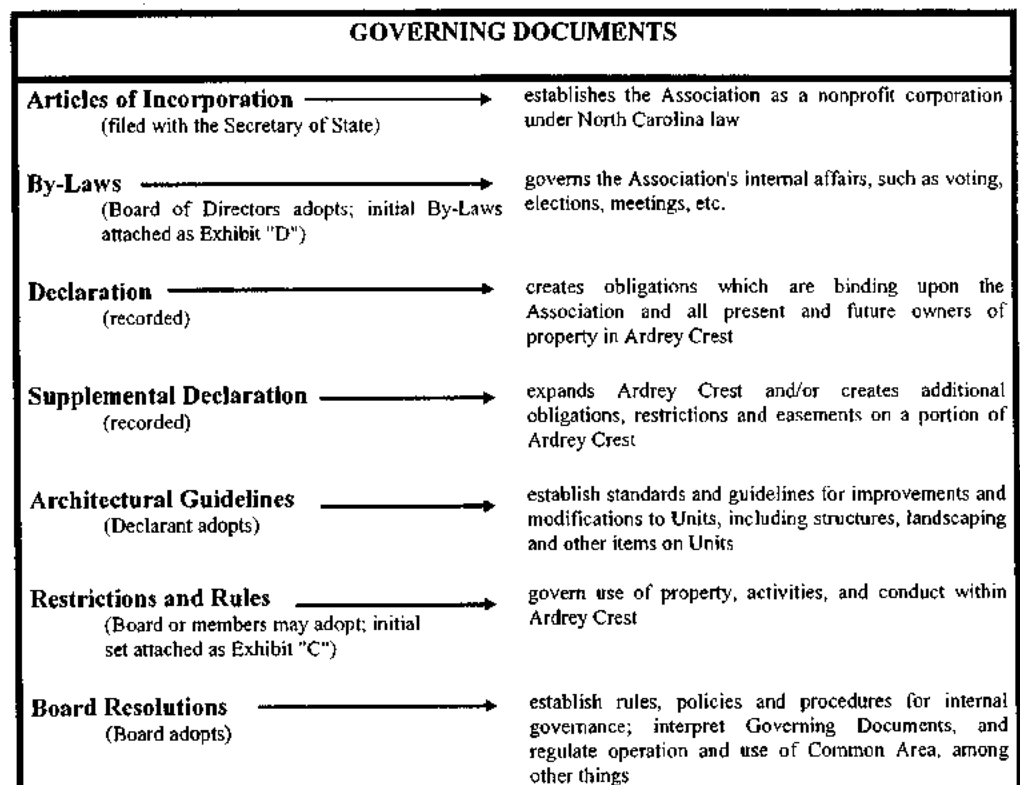 GOVERNING DOCUMENTS
Articles of Incorporation
(filed with the Secretary of State)
establishes the Association as a nonprofit corporation
under North Carolina law
By-Laws
(Board of Directors adopts; initial By-Laws
attached as Exhibit "D")
governs the Association's internal affairs, such as voting,
elections, meetings, etc.
Declaration
(recorded)
creates obligations which are binding upon the
Association and all present and future owners of
property in Ardrey Crest
Supplemental Declaration
(recorded)
expands Ardrey Crest and/or creates additional
obligations, restrictions and easements on a portion of
Ardrey Crest
Architectural Guidelines
(Declarant adopts)
establish standards and guidelines for improvements and
modifications to Units, including structures, landscaping
and other items on Units
Restrictions and Rules
(Board or members may adopt; initial
set attached as Exhibit "C")
govern use of property, activities, and conduct within
Ardrey Crest
Board Resolutions
(Board adopts)
establish rules, policies and procedures for internal
governance; interpret Governing Documents, and
regulate operation and use of Common Area, among
other things